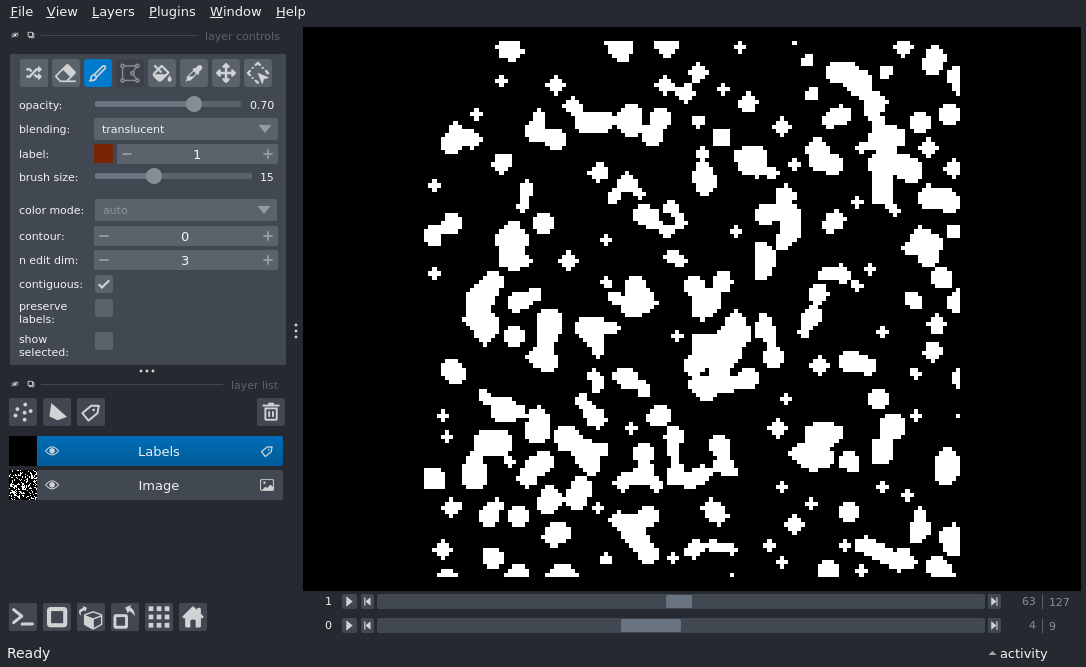 File View Layers Plugins Window Help
layer controls
opacity: 0.70
blending: translucent
label: 1
brush size: 15
color mode: auto
contour: 0
n edit dim: 3
contiguous:
preserve labels:
show selected:
layer list
Labels
Image
1 63 127
0 4 9
Ready activity